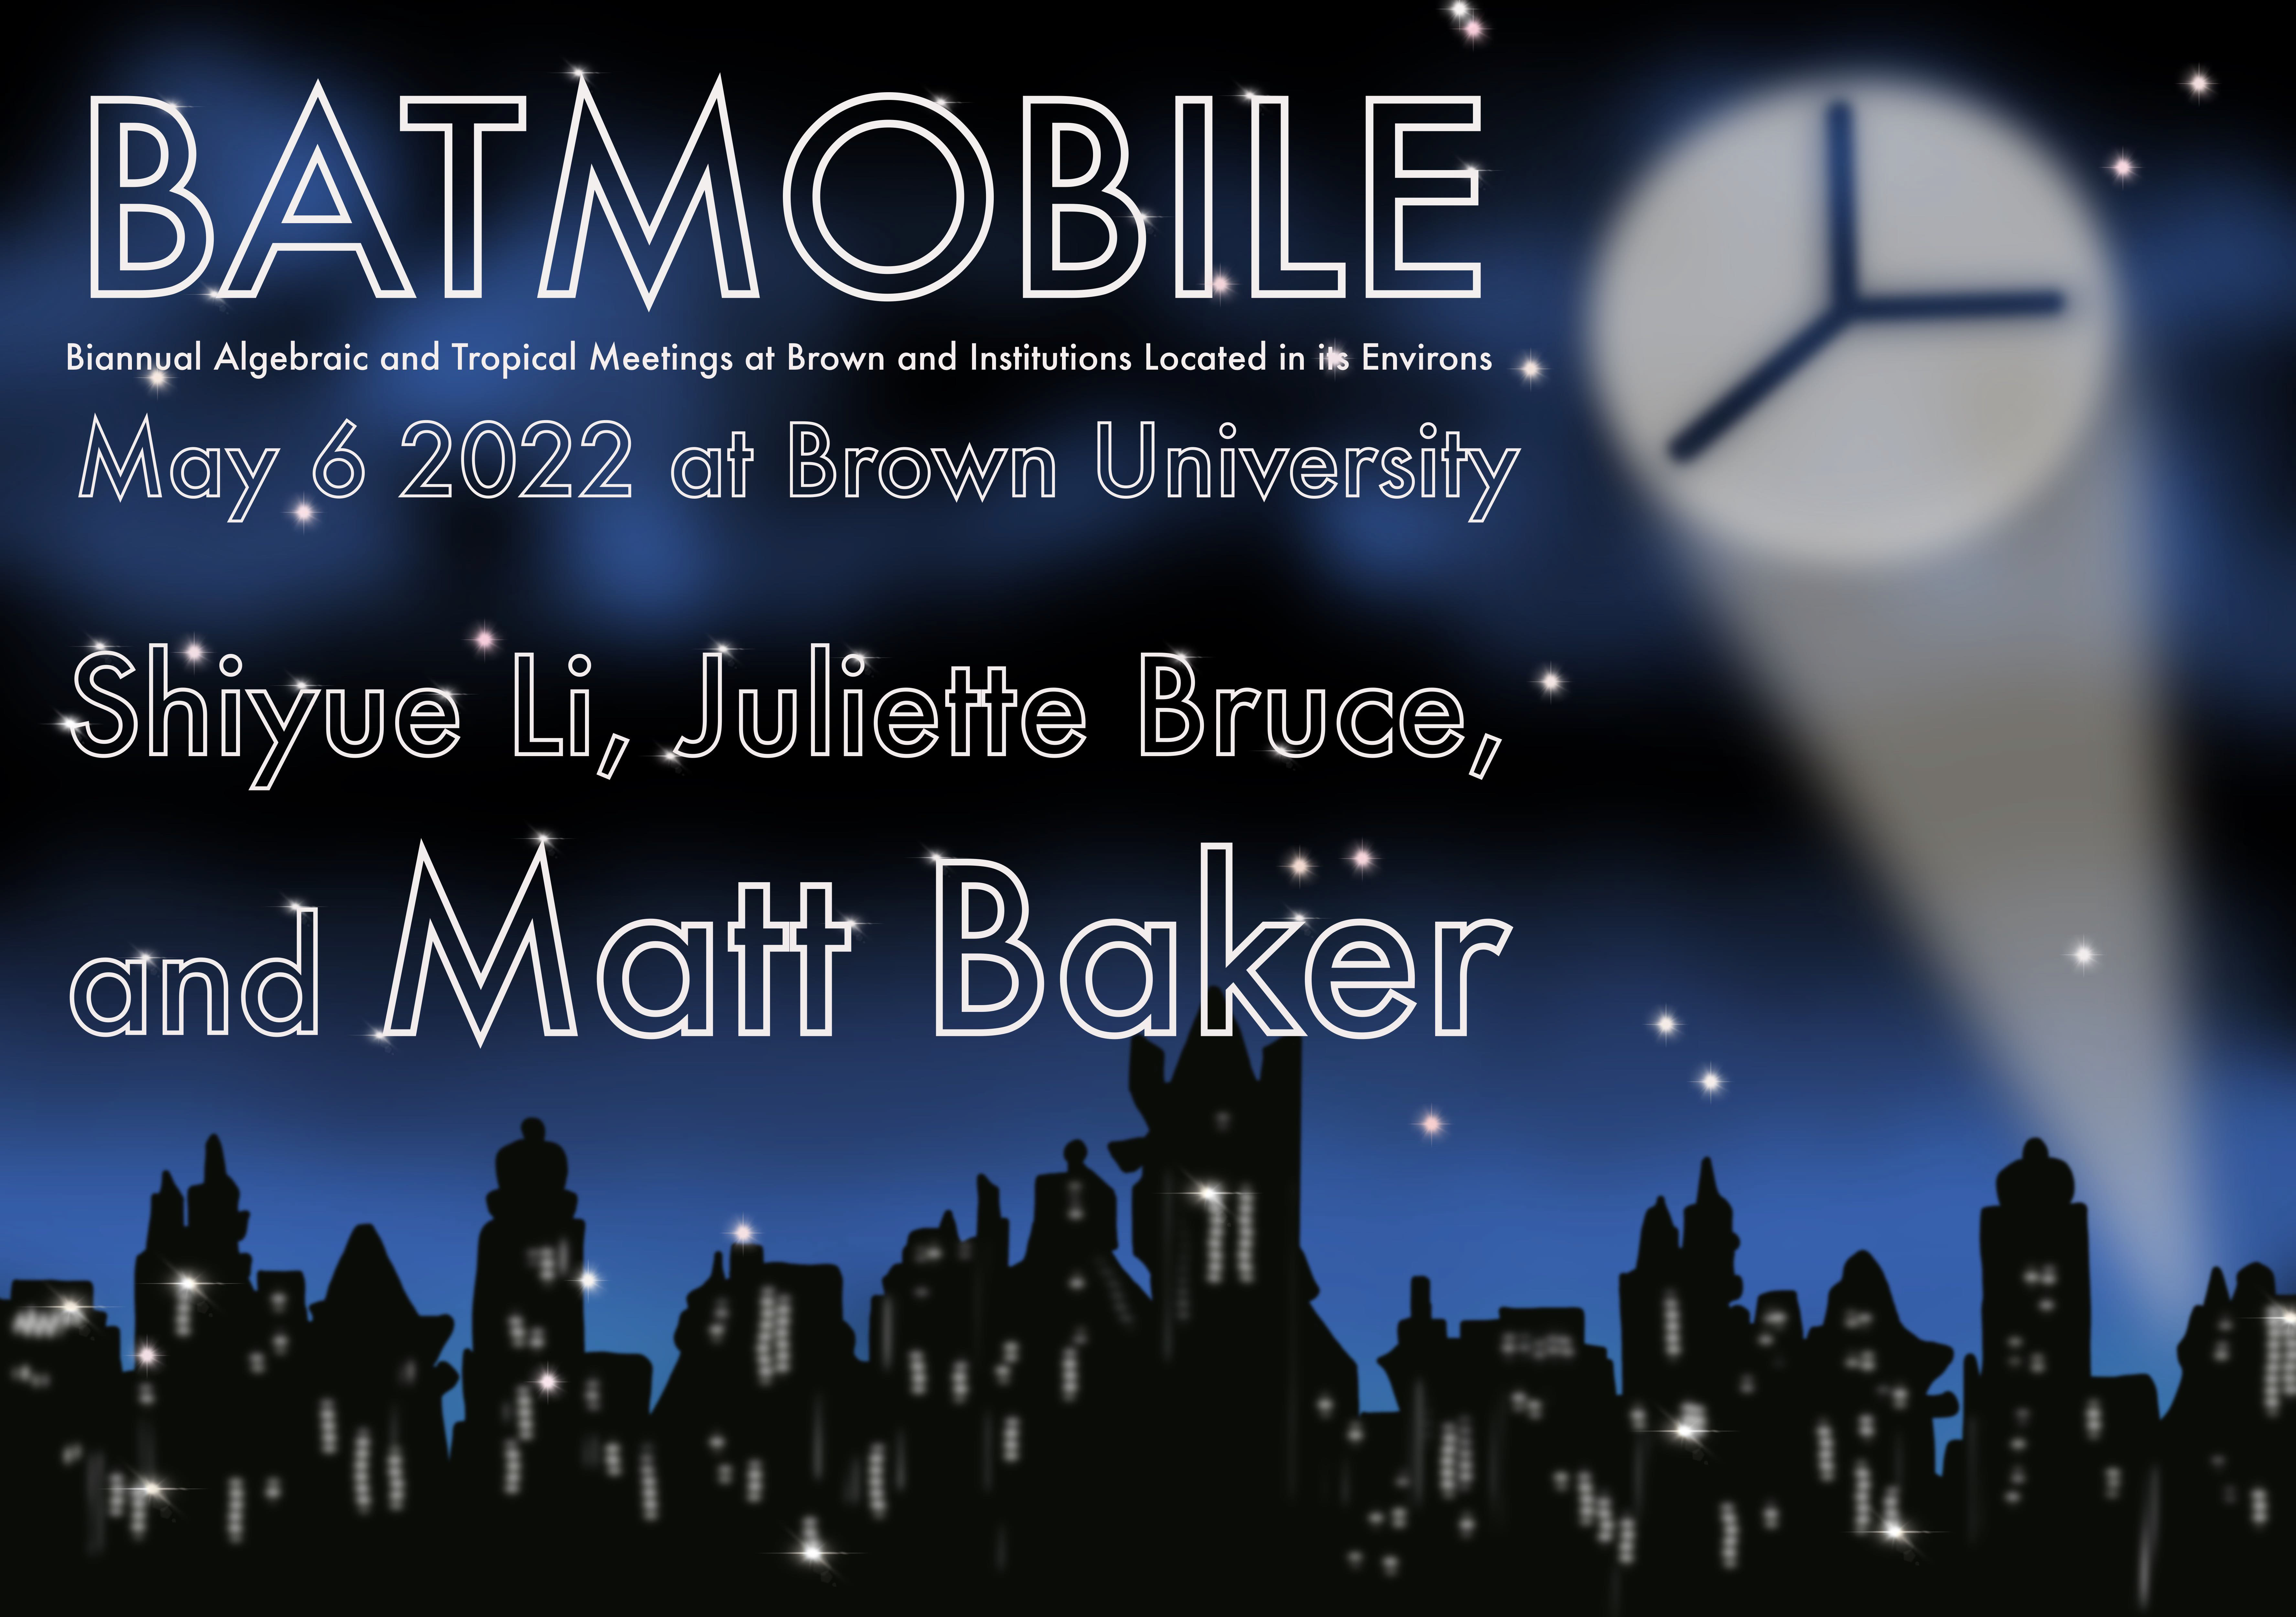 BATMOBILE
Biannual Algebraic and Tropical Meetings at Brown and Institutions Located in its Environs
May 6 2022 at Brown University
Shiyue Li, Juliette Bruce,
and Matt Baker